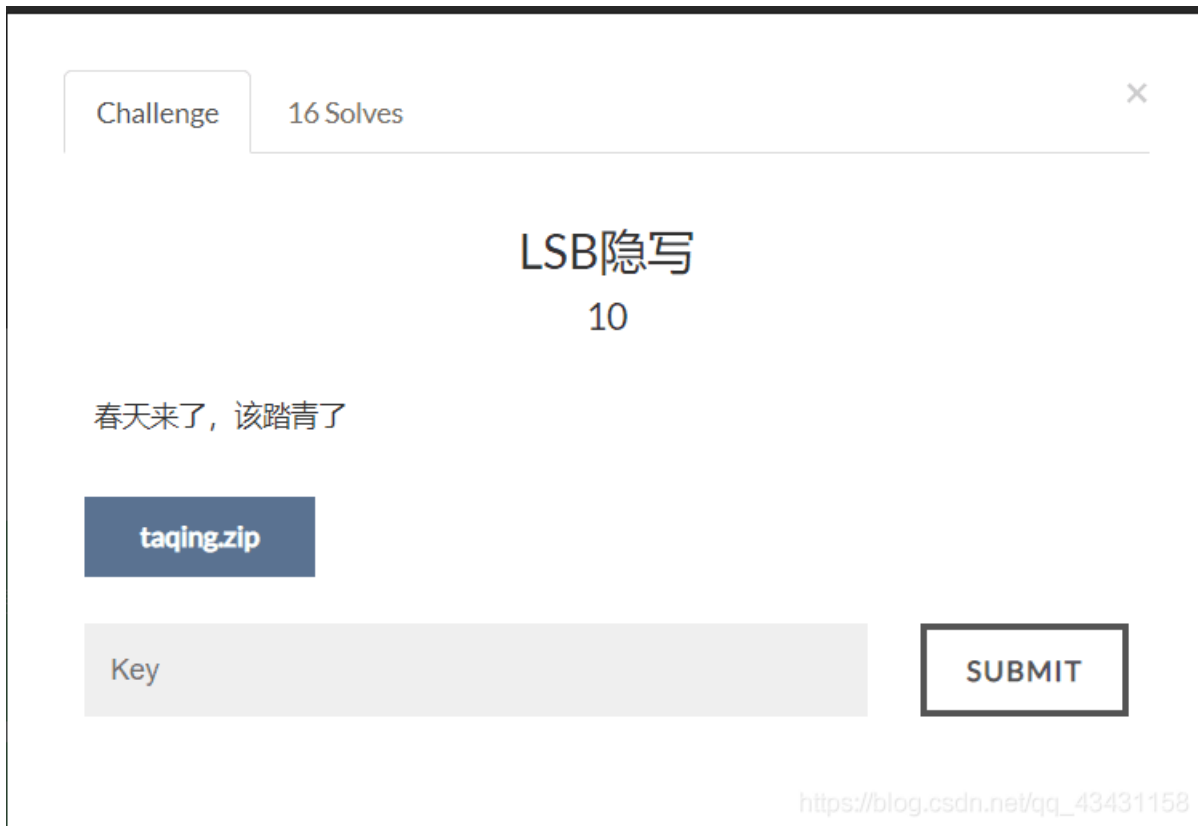 Challenge
16 Solves
×
LSB隐写
10
春天来了，该踏青了
taqing.zip
Key
SUBMIT
https://blog.csdn.net/qq_43431158